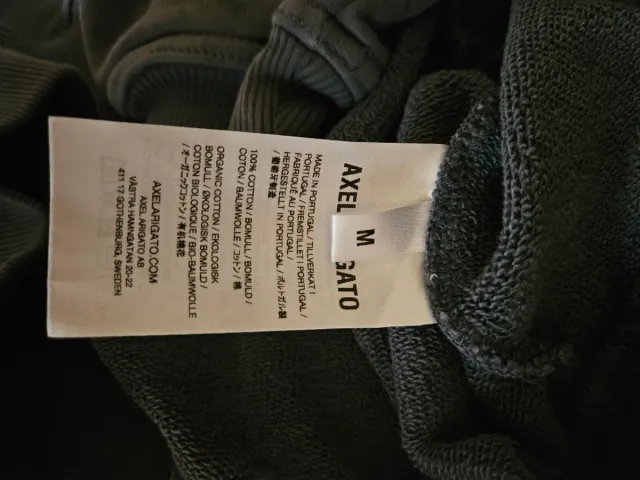 AXEL
ARIGATO
M
MADE IN PORTUGAL / TILLVERKAT I
PORTUGAL / FREMSTILLET I PORTUGAL /
FABRIQUÉ AU PORTUGAL /
HERGESTELLT IN PORTUGAL / ポルトガル製
/ 葡萄牙制造
100% COTTON / BOMULL / BOMULD /
COTON / BAUMWOLLE / コットン / 棉
ORGANIC COTTON / EKOLOGISK
BOMULL / ØKOLOGISK BOMULD /
COTON BIOLOGIQUE / BIO-BAUMWOLLE
/ オーガニックコットン / 有机棉花
AXELARIGATO.COM
AXEL ARIGATO AB
VÄSTRA HAMNGATAN 20-22
411 17 GOTHENBURG, SWEDEN